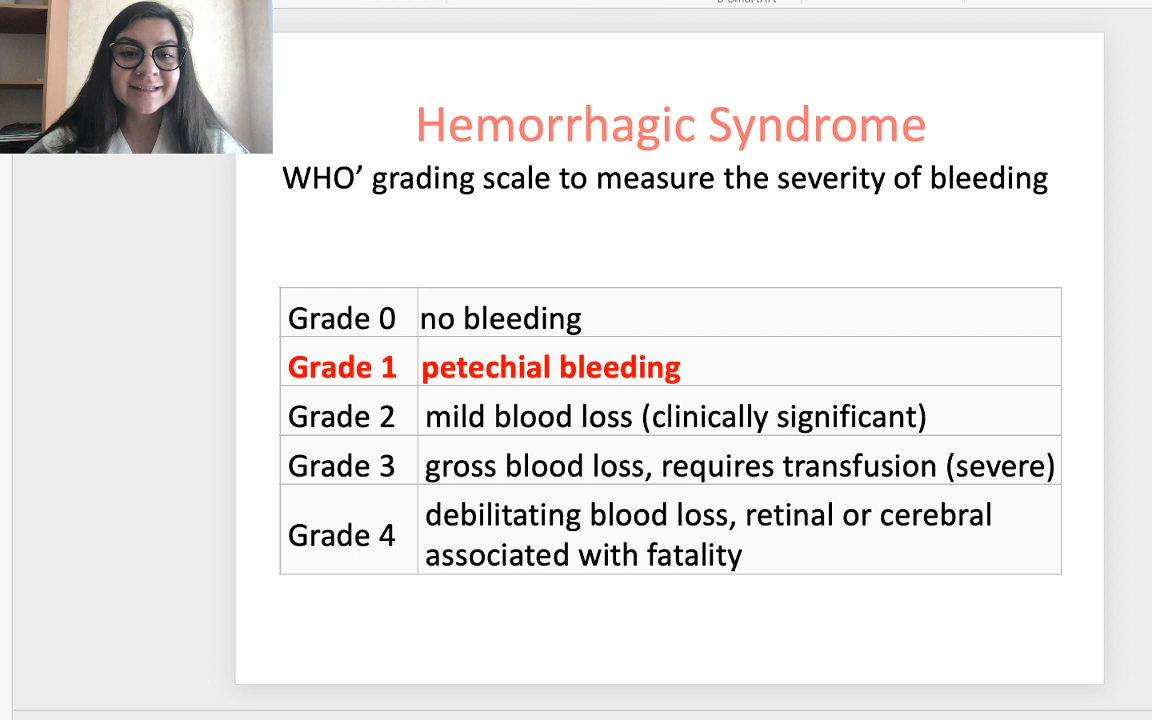 Hemorrhagic Syndrome
WHO’ grading scale to measure the severity of bleeding
Grade 0 no bleeding
Grade 1 petechial bleeding
Grade 2 mild blood loss (clinically significant)
Grade 3 gross blood loss, requires transfusion (severe)
Grade 4 debilitating blood loss, retinal or cerebral
associated with fatality